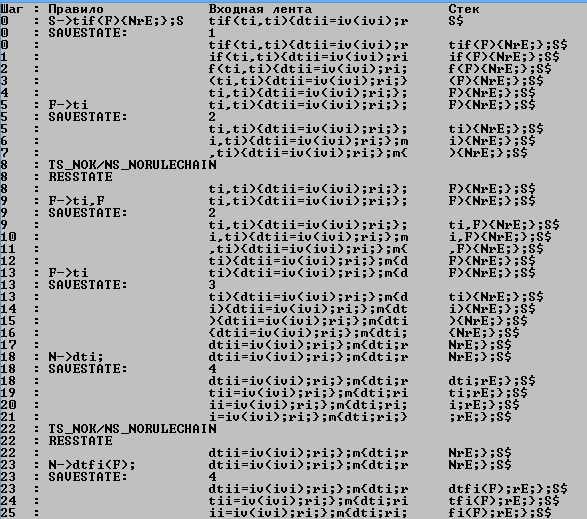 Шаг : Правило Входная лента Стек
0 : S->tif(F){NrE;};S tif(ti,ti){dtii=iv(ivi);r S$
0 : SAVESTATE: 1
0 : tif(ti,ti){dtii=iv(ivi);r tif(F){NrE;};S$
1 : if(ti,ti){dtii=iv(ivi);ri if(F){NrE;};S$
2 : f(ti,ti){dtii=iv(ivi);ri; f(F){NrE;};S$
3 : (ti,ti){dtii=iv(ivi);ri;} (F){NrE;};S$
4 : ti,ti){dtii=iv(ivi);ri;}; F){NrE;};S$
5 : F->ti ti,ti){dtii=iv(ivi);ri;}; F){NrE;};S$
5 : SAVESTATE: 2
5 : ti,ti){dtii=iv(ivi);ri;}; ti){NrE;};S$
6 : i,ti){dtii=iv(ivi);ri;};m i){NrE;};S$
7 : ,ti){dtii=iv(ivi);ri;};m{ ){NrE;};S$
8 : TS_NOK/NS_NORULECHAIN
8 : RESSTATE
8 : ti,ti){dtii=iv(ivi);ri;}; F){NrE;};S$
9 : F->ti,F ti,ti){dtii=iv(ivi);ri;}; F){NrE;};S$
9 : SAVESTATE: 2
9 : ti,ti){dtii=iv(ivi);ri;}; ti,F){NrE;};S$
10 : i,ti){dtii=iv(ivi);ri;};m i,F){NrE;};S$
11 : ,ti){dtii=iv(ivi);ri;};m{ ,F){NrE;};S$
12 : ti){dtii=iv(ivi);ri;};m{d F){NrE;};S$
13 : F->ti ti){dtii=iv(ivi);ri;};m{d F){NrE;};S$
13 : SAVESTATE: 3
13 : ti){dtii=iv(ivi);ri;};m{d ti){NrE;};S$
14 : i){dtii=iv(ivi);ri;};m{dt i){NrE;};S$
15 : ){dtii=iv(ivi);ri;};m{dti ){NrE;};S$
16 : {dtii=iv(ivi);ri;};m{dti; {NrE;};S$
17 : dtii=iv(ivi);ri;};m{dti;r NrE;};S$
18 : N->dti; dtii=iv(ivi);ri;};m{dti;r NrE;};S$
18 : SAVESTATE: 4
18 : dtii=iv(ivi);ri;};m{dti;r dti;rE;};S$
19 : tii=iv(ivi);ri;};m{dti;ri ti;rE;};S$
20 : ii=iv(ivi);ri;};m{dti;ri; i;rE;};S$
21 : i=iv(ivi);ri;};m{dti;ri;} ;rE;};S$
22 : TS_NOK/NS_NORULECHAIN
22 : RESSTATE
22 : dtii=iv(ivi);ri;};m{dti;r NrE;};S$
23 : N->dtfi(F); dtii=iv(ivi);ri;};m{dti;r NrE;};S$
23 : SAVESTATE: 4
23 : dtii=iv(ivi);ri;};m{dti;r dtfi(F);rE;};S$
24 : tii=iv(ivi);ri;};m{dti;ri tfi(F);rE;};S$
25 : ii=iv(ivi);ri;};m{dti;ri; fi(F);rE;};S$